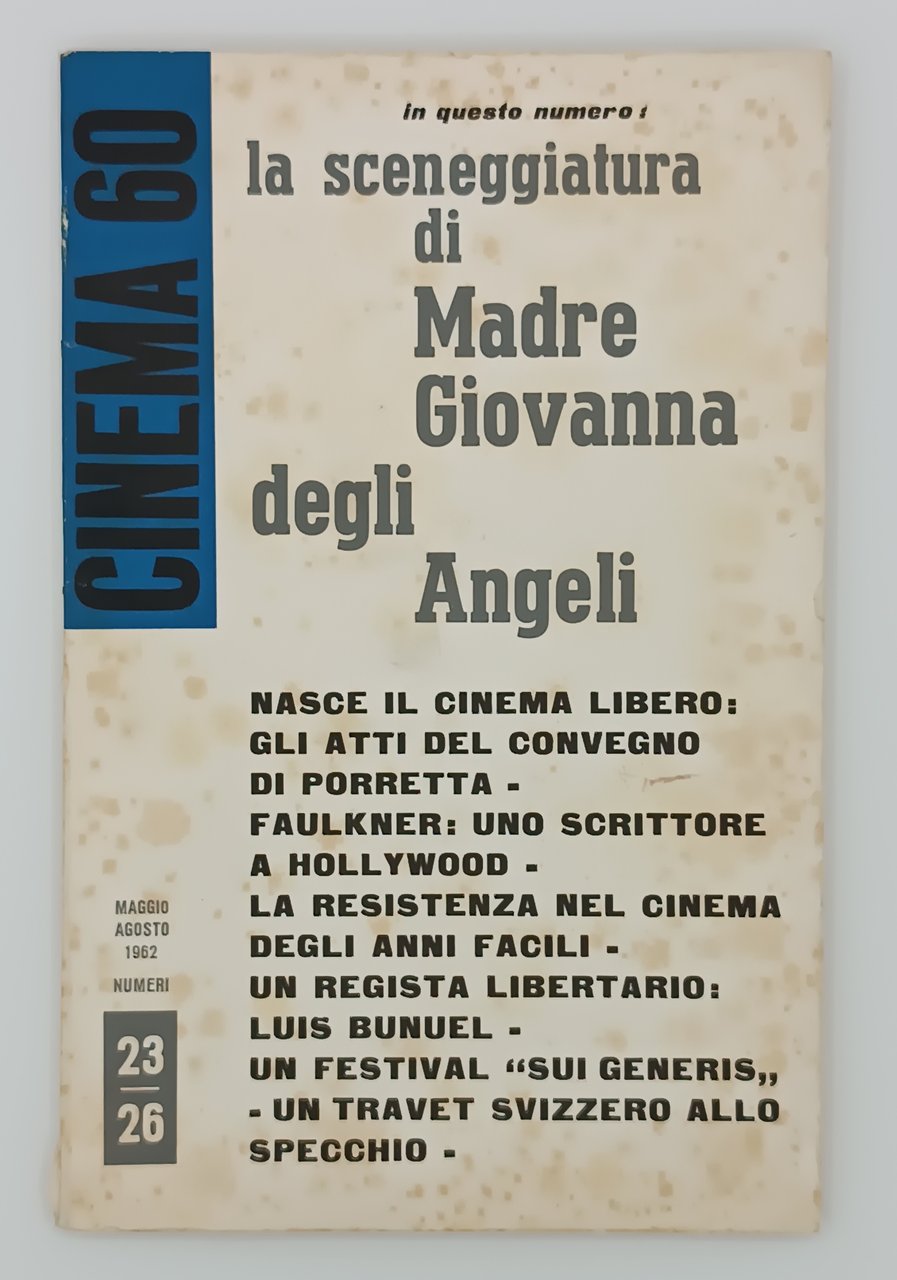 CINEMA 60
in questo numero:
la sceneggiatura
di
Madre
Giovanna
degli
Angeli
NASCE IL CINEMA LIBERO:
GLI ATTI DEL CONVEGNO
DI PORRETTA -
FAULKNER: UNO SCRITTORE
A HOLLYWOOD -
LA RESISTENZA NEL CINEMA
DEGLI ANNI FACILI -
UN REGISTA LIBERTARIO:
LUIS BUNUEL -
UN FESTIVAL “SUI GENERIS„
- UN TRAVET SVIZZERO ALLO
SPECCHIO -
MAGGIO
AGOSTO
1962
NUMERI
23
26